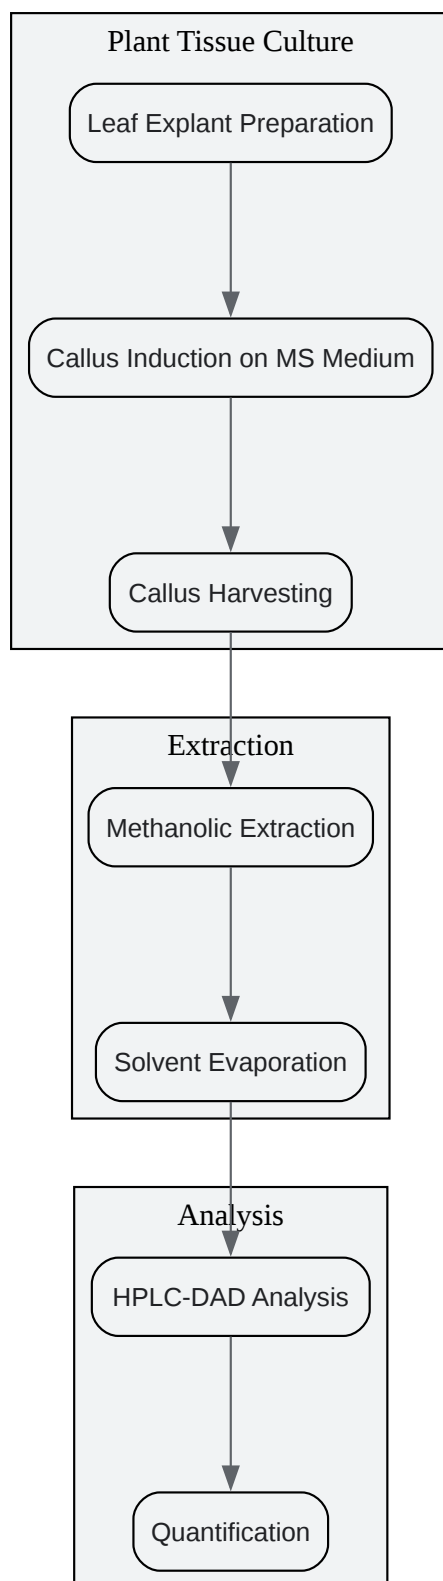 Plant Tissue Culture
Leaf Explant Preparation
Callus Induction on MS Medium
Callus Harvesting
Extraction
Methanolic Extraction
Solvent Evaporation
Analysis
HPLC-DAD Analysis
Quantification